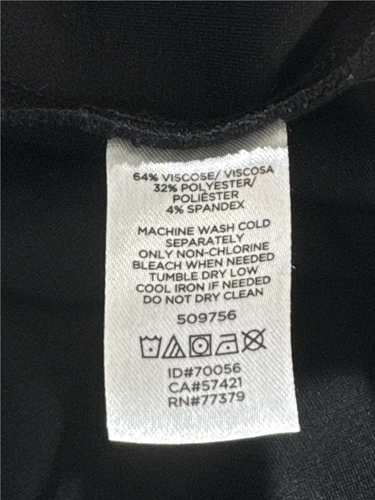 64% VISCOSE/ VISCOSA
32% POLYESTER/
POLIÉSTER
4% SPANDEX
MACHINE WASH COLD
SEPARATELY
ONLY NON-CHLORINE
BLEACH WHEN NEEDED
TUMBLE DRY LOW
COOL IRON IF NEEDED
DO NOT DRY CLEAN
509756
ID#70056
CA#57421
RN#77379